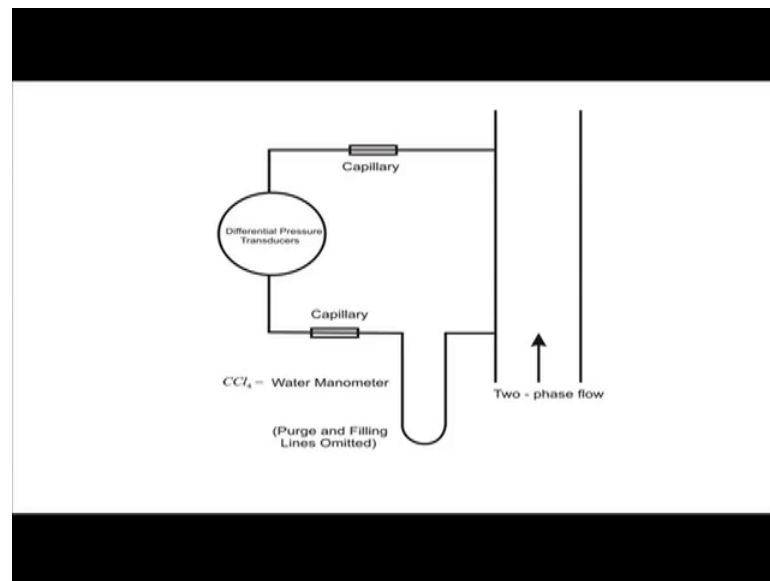 Capillary
Differential Pressure
Transducers
Capillary
CCl₄ = Water Manometer
Two - phase flow
(Purge and Filling
Lines Omitted)